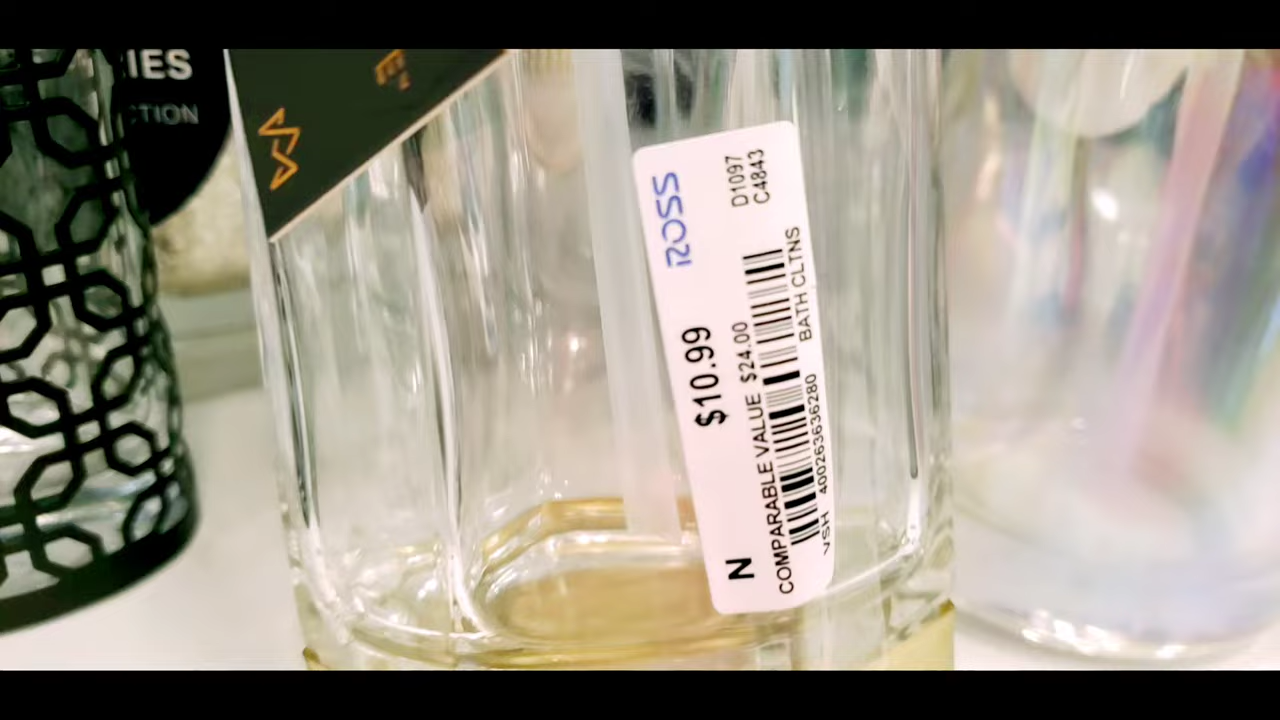 IES
CTION
ROSS
D1097
C4843
$10.99
N
COMPARABLE VALUE $24.00
BATH CLTNS
VSH 400263636280